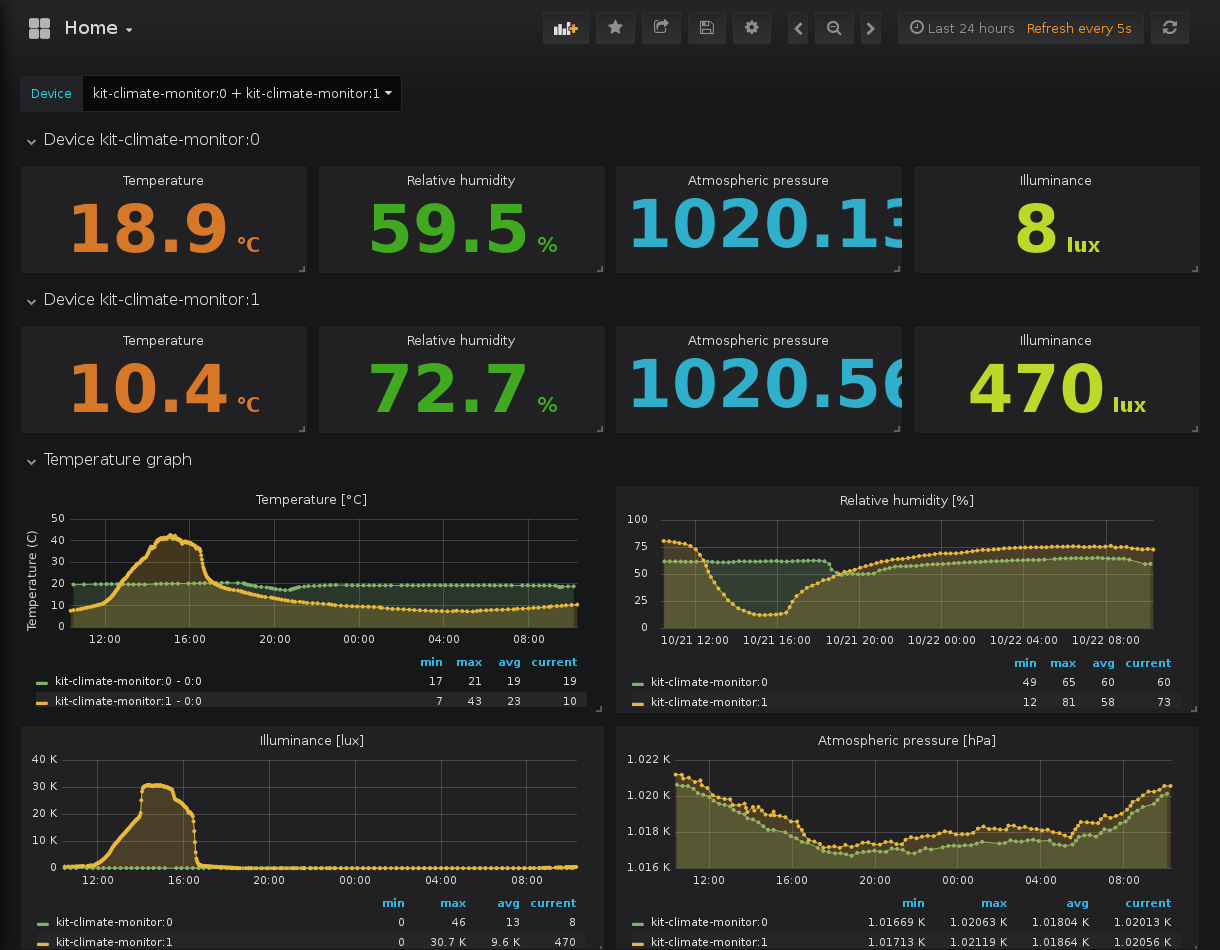 Home
Last 24 hours Refresh every 5s
Device kit-climate-monitor:0 + kit-climate-monitor:1
Device kit-climate-monitor:0
Temperature Relative humidity Atmospheric pressure Illuminance
18.9 °C 59.5 % 1020.13 8 lux
Device kit-climate-monitor:1
Temperature Relative humidity Atmospheric pressure Illuminance
10.4 °C 72.7 % 1020.56 470 lux
Temperature graph
Temperature [°C]
Temperature (C)
50
40
30
20
10
0
12:00 16:00 20:00 00:00 04:00 08:00
min max avg current
kit-climate-monitor:0 - 0:0 17 21 19 19
kit-climate-monitor:1 - 0:0 7 43 23 10
Relative humidity [%]
100
75
50
25
0
10/21 12:00 10/21 16:00 10/21 20:00 10/22 00:00 10/22 04:00 10/22 08:00
min max avg current
kit-climate-monitor:0 49 65 60 60
kit-climate-monitor:1 12 81 58 73
Illuminance [lux]
40 K
30 K
20 K
10 K
0
12:00 16:00 20:00 00:00 04:00 08:00
min max avg current
kit-climate-monitor:0 0 46 13 8
kit-climate-monitor:1 0 30.7 K 9.6 K 470
Atmospheric pressure [hPa]
1.022 K
1.020 K
1.018 K
1.016 K
12:00 16:00 20:00 00:00 04:00 08:00
min max avg current
kit-climate-monitor:0 1.01669 K 1.02063 K 1.01804 K 1.02013 K
kit-climate-monitor:1 1.01713 K 1.02119 K 1.01864 K 1.02056 K